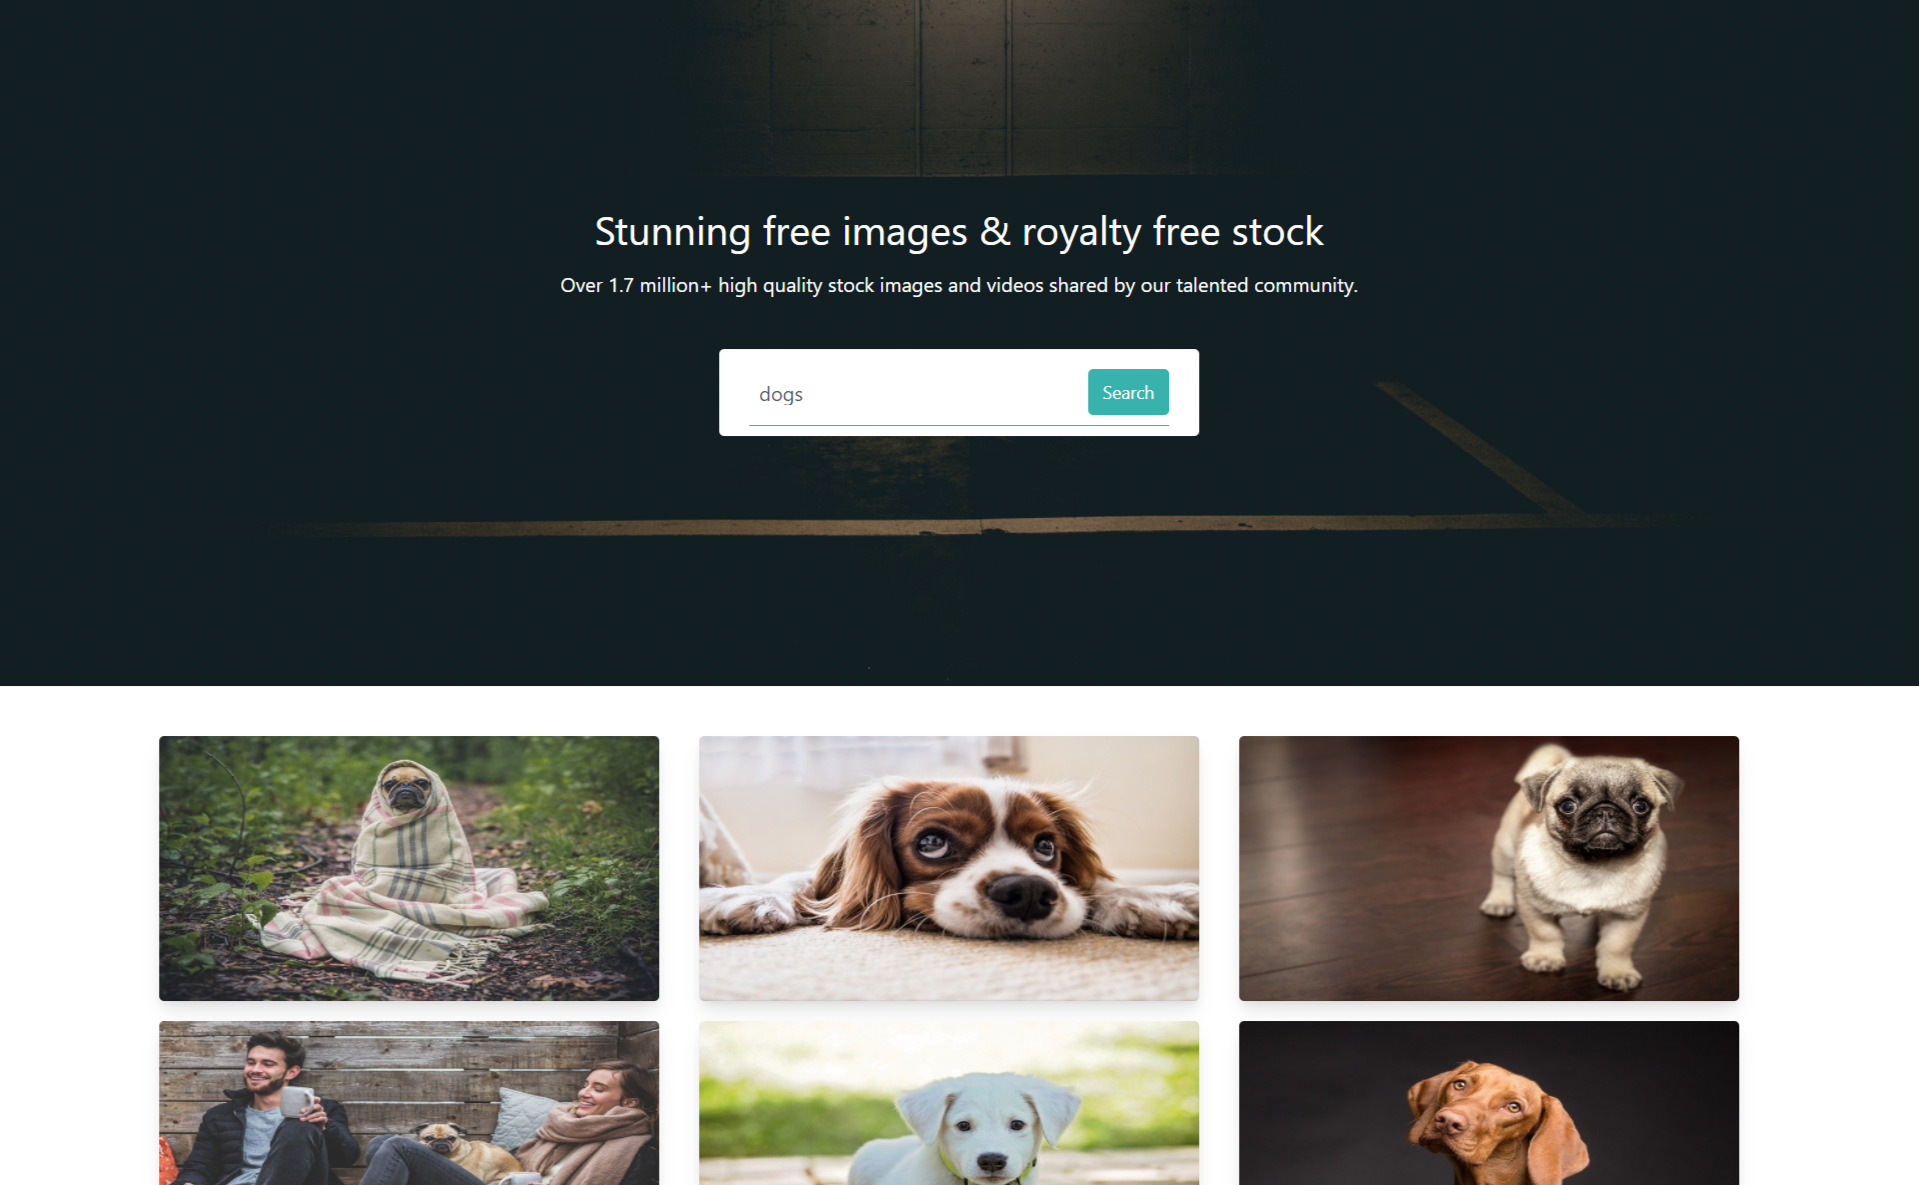 Stunning free images & royalty free stock
Over 1.7 million+ high quality stock images and videos shared by our talented community.
dogs
Search